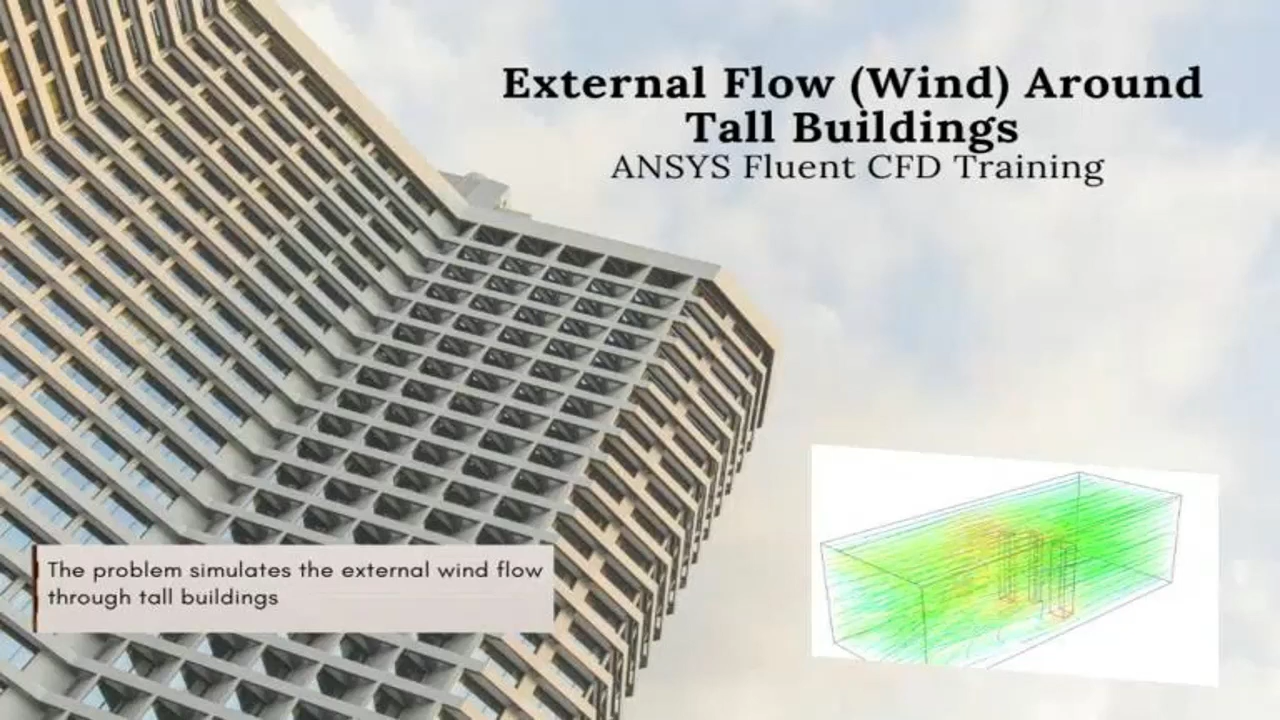 External Flow (Wind) Around
Tall Buildings
ANSYS Fluent CFD Training
The problem simulates the external wind flow
through tall buildings